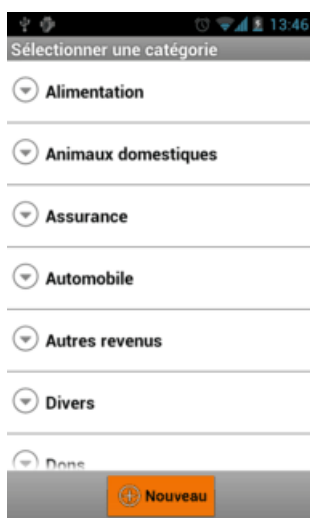 13:46
Sélectionner une catégorie
Alimentation
Animaux domestiques
Assurance
Automobile
Autres revenus
Divers
Dons
Nouveau